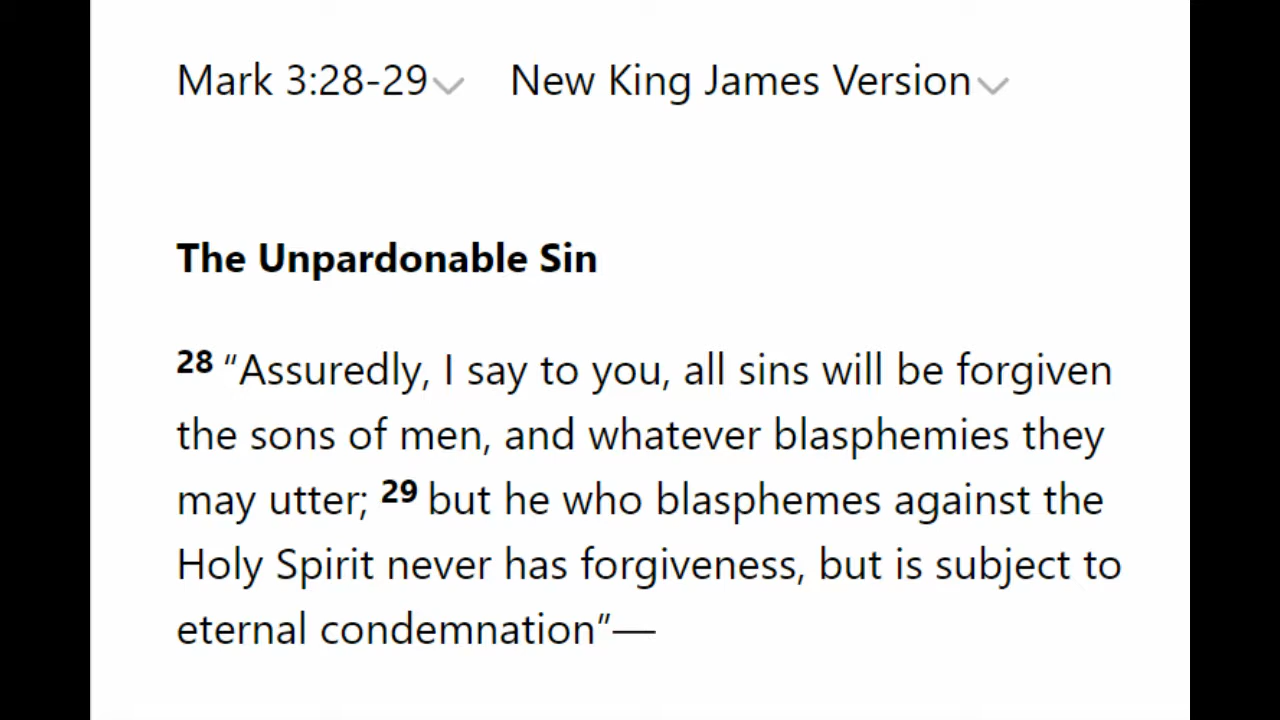 Mark 3:28-29 New King James Version
The Unpardonable Sin
28 “Assuredly, I say to you, all sins will be forgiven
the sons of men, and whatever blasphemies they
may utter; 29 but he who blasphemes against the
Holy Spirit never has forgiveness, but is subject to
eternal condemnation”—